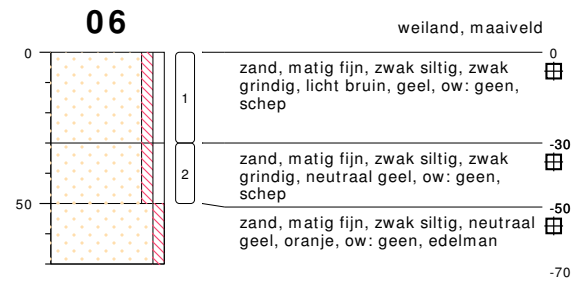 06
weiland, maaiveld
0
0
zand, matig fijn, zwak siltig, zwak
grindig, licht bruin, geel, ow: geen,
schep
1
-30
zand, matig fijn, zwak siltig, zwak
grindig, neutraal geel, ow: geen,
schep
2
50
-50
zand, matig fijn, zwak siltig, neutraal
geel, oranje, ow: geen, edelman
-70